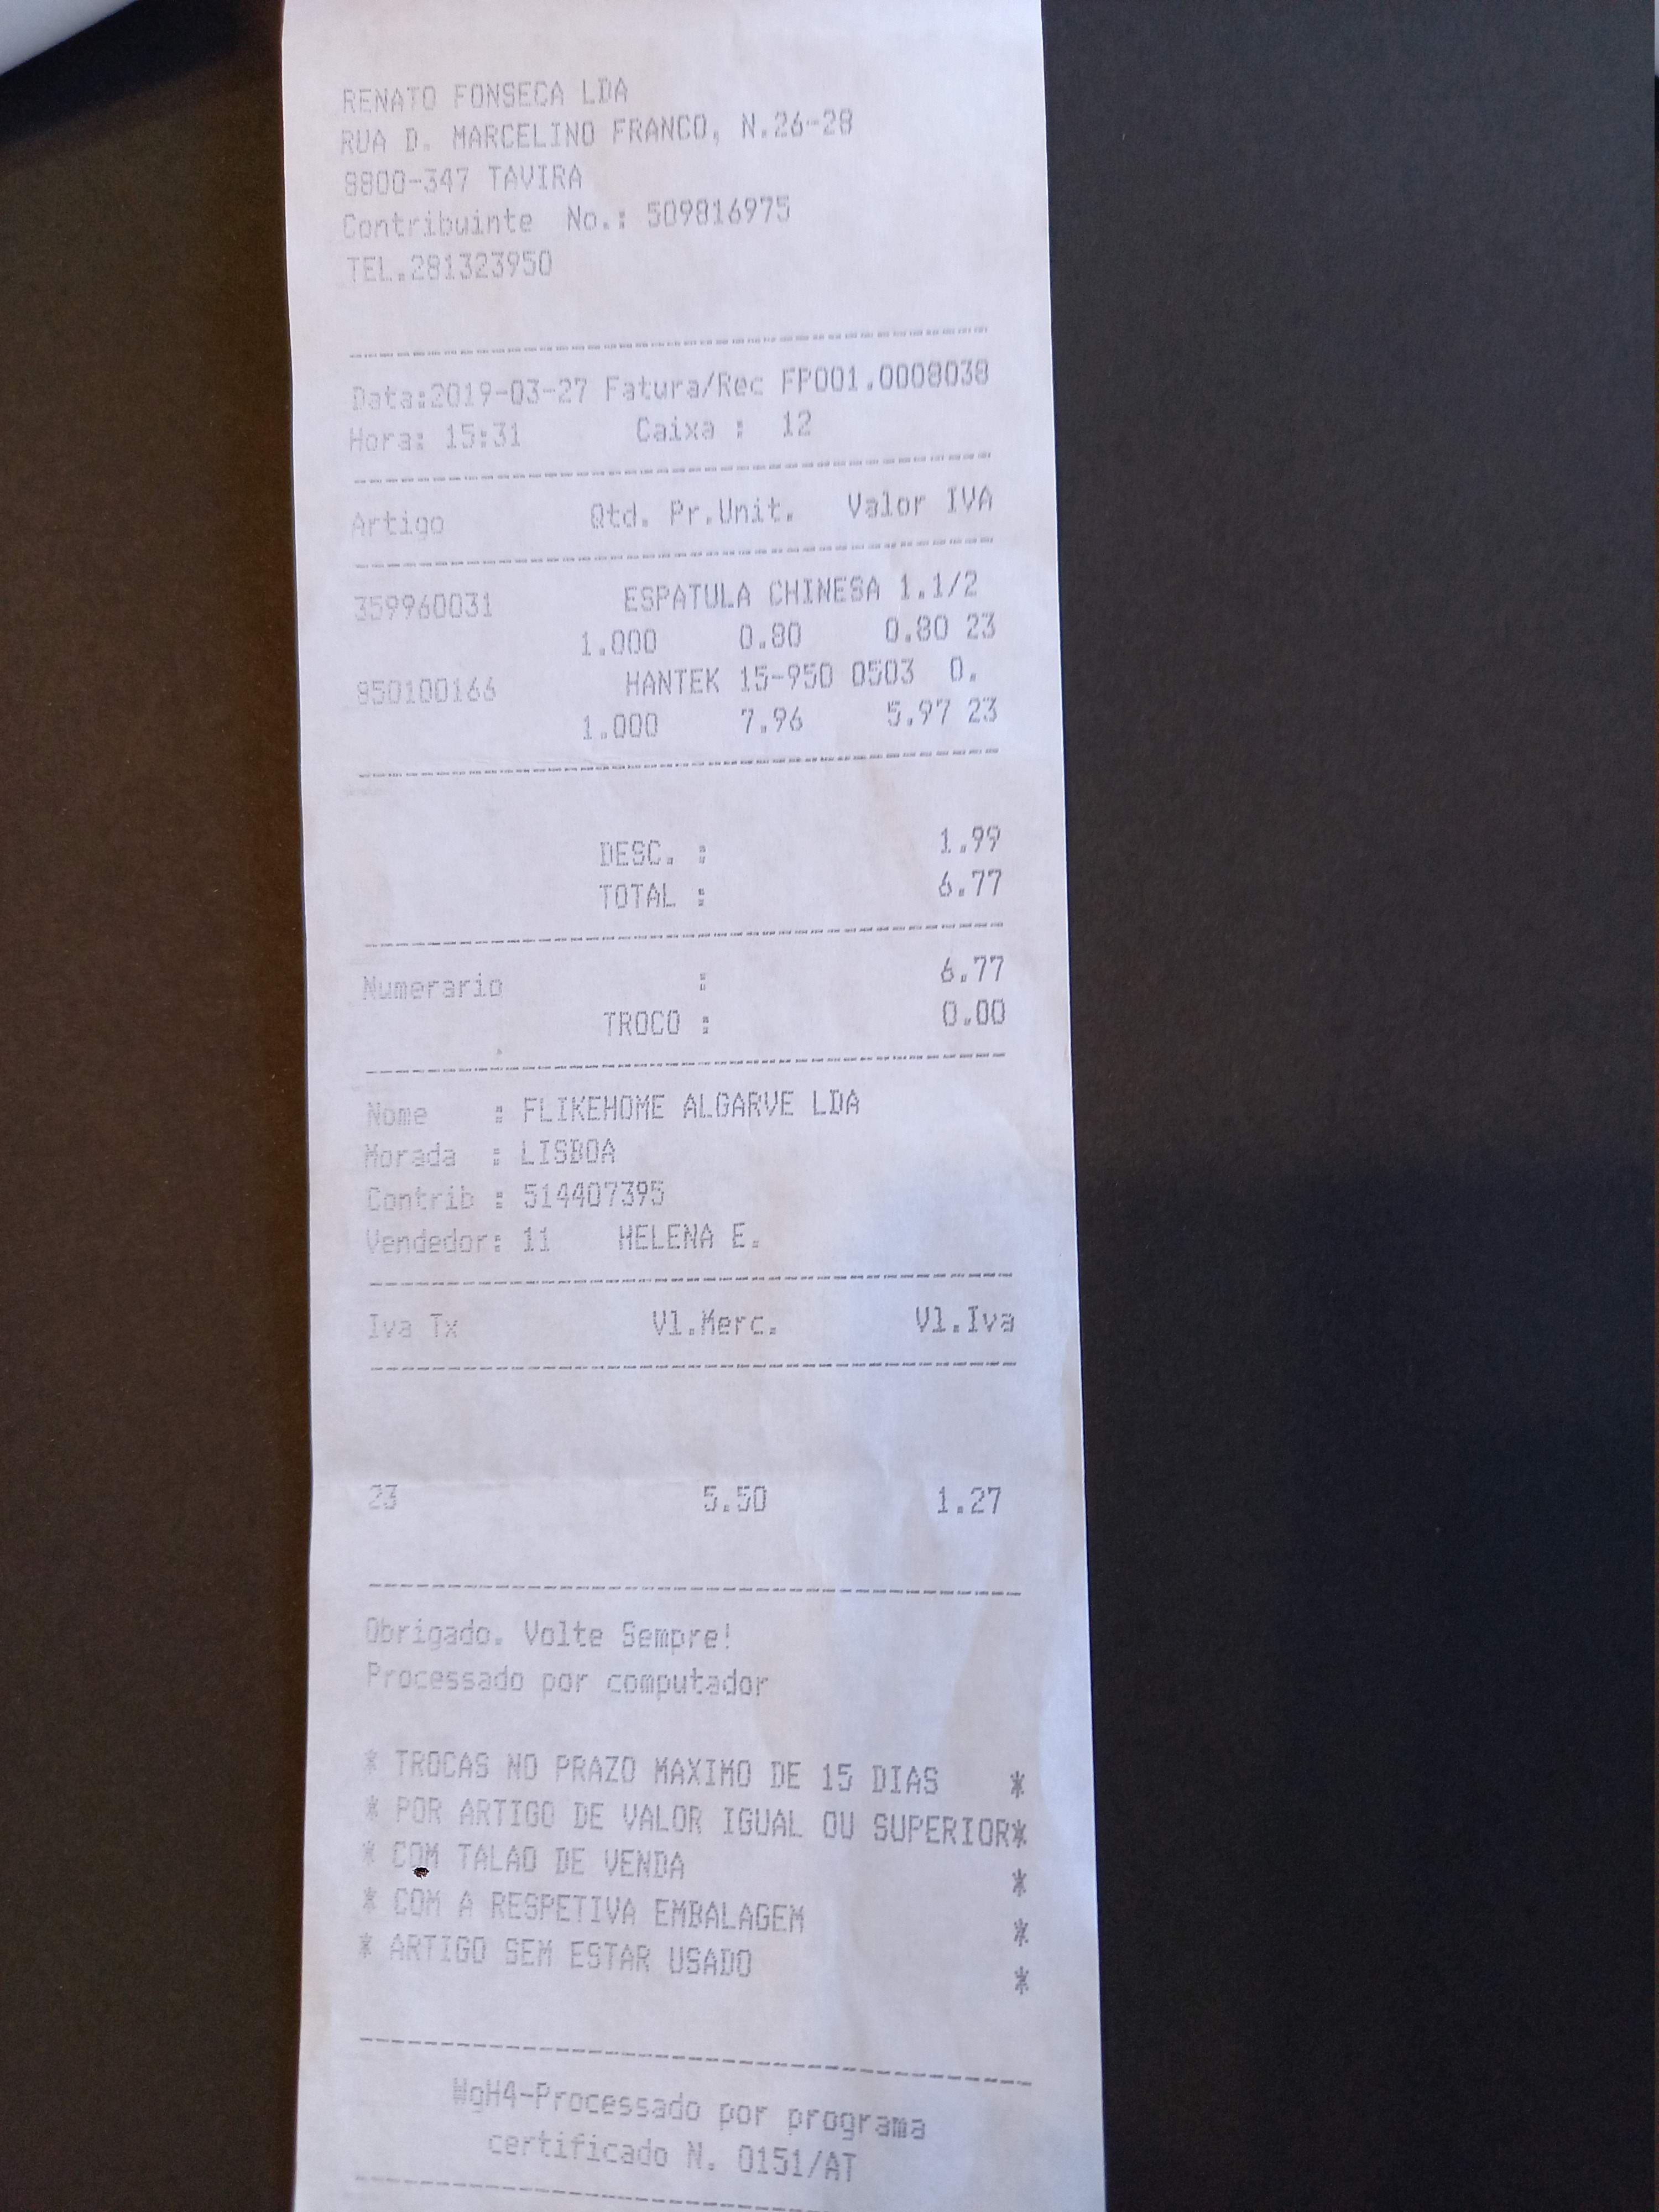 RENATO FONSECA LDA
RUA D. MARCELINO FRANCO, N.26-28
8800-347 TAVIRA
Contribuinte No.: 509816975
TEL.281323950
Data:2019-03-27 Fatura/Rec FP001.0008038
Hora: 15:31 Caixa : 12
Artigo Qtd. Pr.Unit. Valor IVA
359960031 ESPATULA CHINESA 1.1/2
1.000 0.80 0.80 23
850100166 HANTEK 15-950 0503 0.
1.000 7.96 5.97 23
DESC. : 1.99
TOTAL : 6.77
Numerario : 6.77
TROCO : 0.00
Nome : FLIKEHOME ALGARVE LDA
Morada : LISBOA
Contrib : 514407395
Vendedor: 11 HELENA E.
Iva Tx Vl.Merc. Vl.Iva
23 5.50 1.27
Obrigado. Volte Sempre!
Processado por computador
* TROCAS NO PRAZO MAXIMO DE 15 DIAS *
* POR ARTIGO DE VALOR IGUAL OU SUPERIOR*
* COM TALAO DE VENDA *
* COM A RESPETIVA EMBALAGEM *
* ARTIGO SEM ESTAR USADO *
WgH4-Processado por programa
certificado N. 0151/AT